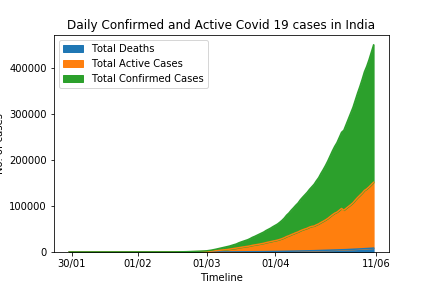 Daily Confirmed and Active Covid 19 cases in India
Total Deaths
Total Active Cases
Total Confirmed Cases
400000
300000
200000
100000
0
30/01 01/02 01/03 01/04 11/06
Timeline